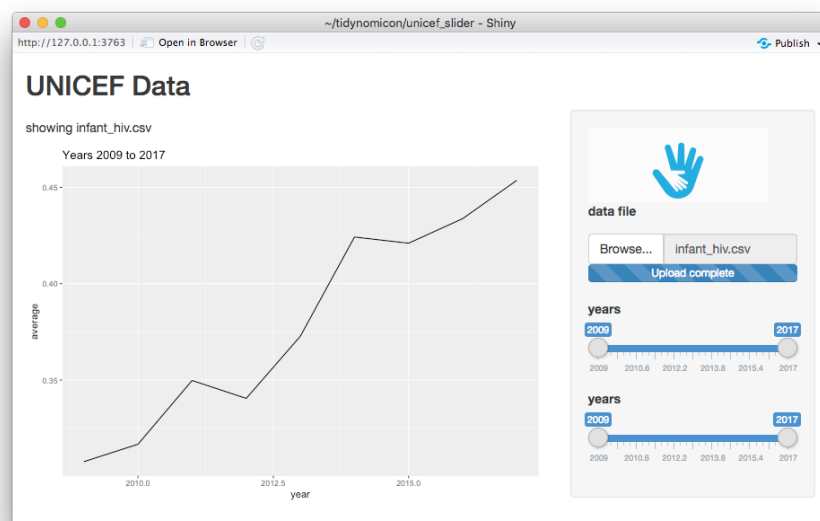 ~/tidynomicon/unicef_slider - Shiny
http://127.0.0.1:3763 Open in Browser Publish
UNICEF Data
showing infant_hiv.csv
Years 2009 to 2017
0.45
0.40
0.35
average
2010.0 2012.5 2015.0
year
data file
Browse... infant_hiv.csv
Upload complete
years
2009 2017
2009 2010.6 2012.2 2013.8 2015.4 2017
years
2009 2017
2009 2010.6 2012.2 2013.8 2015.4 2017